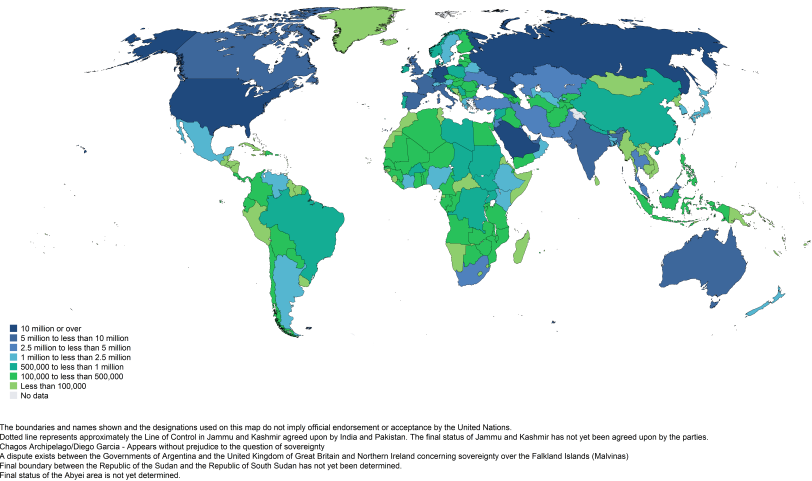 10 million or over
5 million to less than 10 million
2.5 million to less than 5 million
1 million to less than 2.5 million
500,000 to less than 1 million
100,000 to less than 500,000
Less than 100,000
No data
The boundaries and names shown and the designations used on this map do not imply official endorsement or acceptance by the United Nations.
Dotted line represents approximately the Line of Control in Jammu and Kashmir agreed upon by India and Pakistan. The final status of Jammu and Kashmir has not yet been agreed upon by the parties.
Chagos Archipelago/Diego Garcia - Appears without prejudice to the question of sovereignty
A dispute exists between the Governments of Argentina and the United Kingdom of Great Britain and Northern Ireland concerning sovereignty over the Falkland Islands (Malvinas)
Final boundary between the Republic of the Sudan and the Republic of South Sudan has not yet been determined.
Final status of the Abyei area is not yet determined.